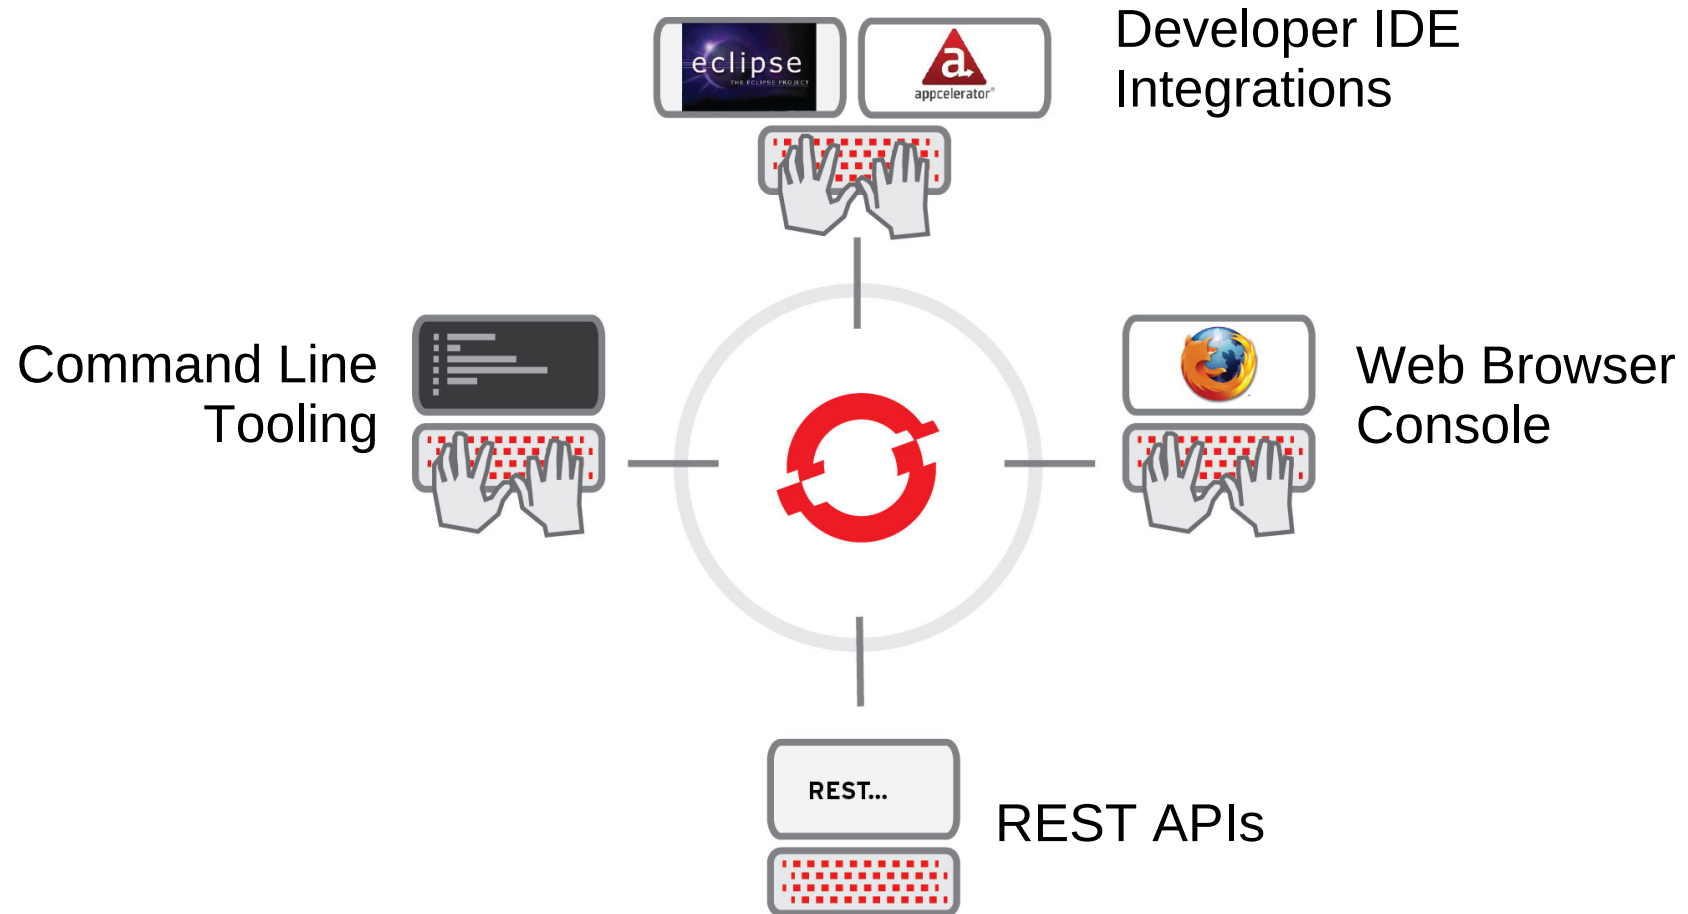 Developer IDE
Integrations
eclipse
THE ECLIPSE PROJECT
a
appcelerator®
Command Line
Tooling
Web Browser
Console
REST...
REST APIs